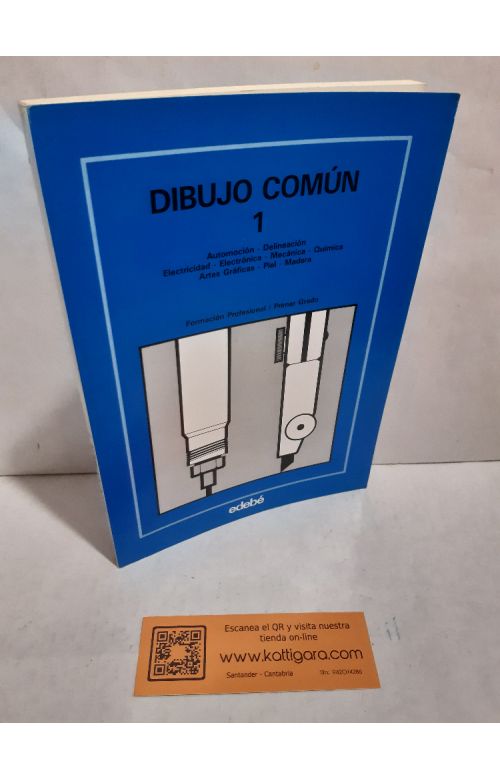 DIBUJO COMÚN
1
Automoción - Delineación
Electricidad - Electrónica - Mecánica - Química
Artes Gráficas - Piel - Madera
Formación Profesional / Primer Grado
edebé
Escanea el QR y visita nuestra
tienda on-line
www.kattigara.com
Santander - Cantabria